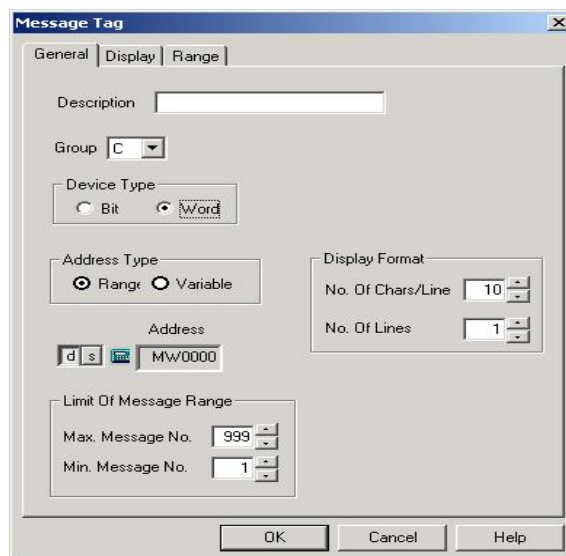 Message Tag
General Display Range
Description
Group C
Device Type
Bit Word
Address Type
Range Variable
Display Format
No. Of Chars/Line 10
No. Of Lines 1
Address
d s MW0000
Limit Of Message Range
Max. Message No. 999
Min. Message No. 1
OK Cancel Help